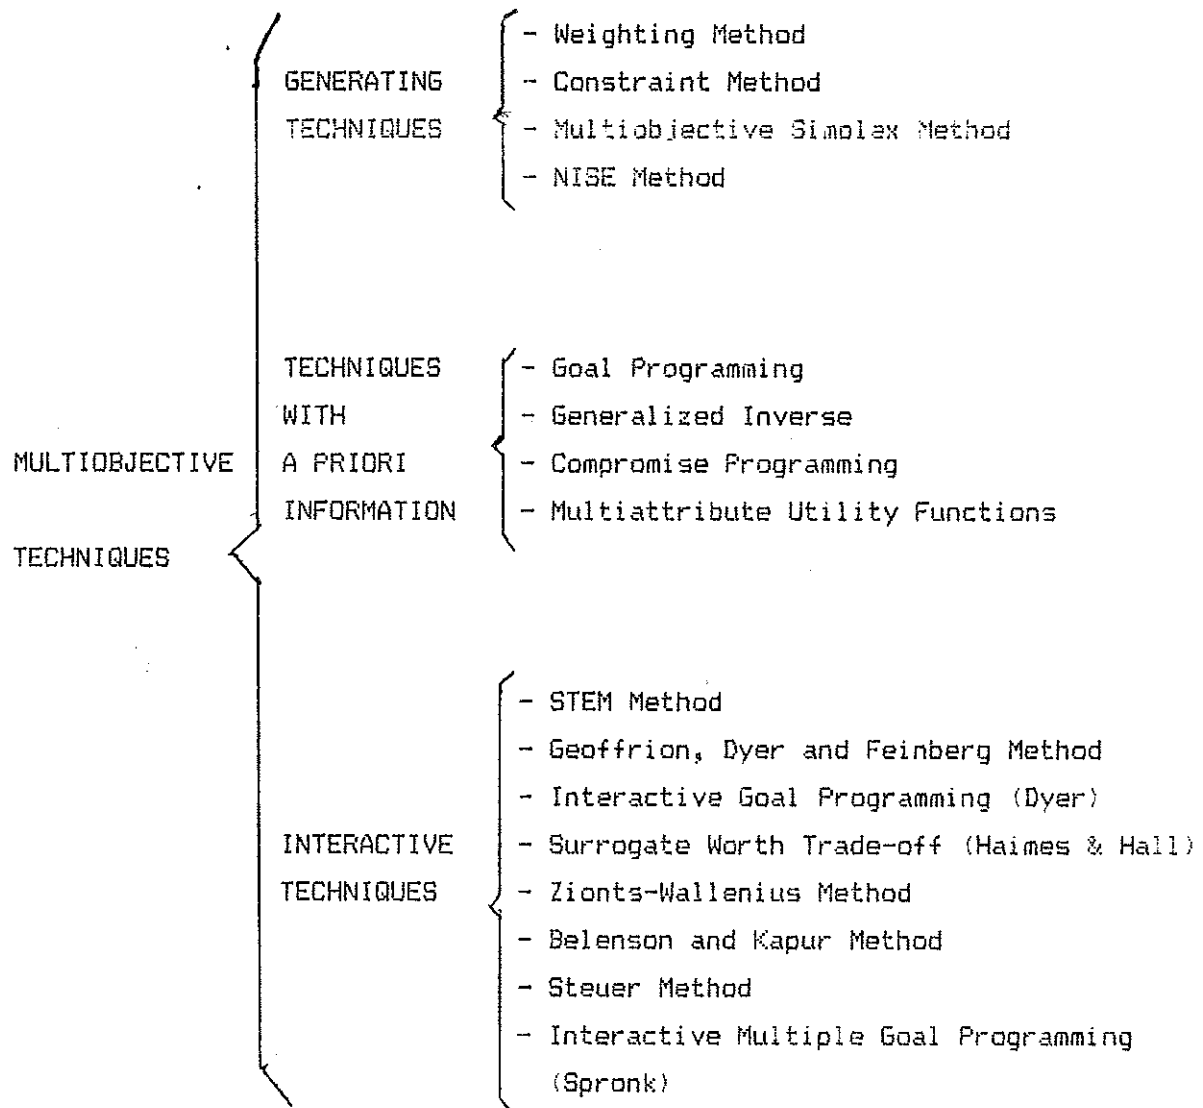 - Weighting Method
GENERATING - Constraint Method
TECHNIQUES - Multiobjective Simplex Method
- NISE Method
TECHNIQUES - Goal Programming
WITH - Generalized Inverse
MULTIOBJECTIVE A PRIORI - Compromise Programming
INFORMATION - Multiattribute Utility Functions
TECHNIQUES
- STEM Method
- Geoffrion, Dyer and Feinberg Method
- Interactive Goal Programming (Dyer)
INTERACTIVE - Surrogate Worth Trade-off (Haimes & Hall)
TECHNIQUES - Zionts-Wallenius Method
- Belenson and Kapur Method
- Steuer Method
- Interactive Multiple Goal Programming
(Spronk)